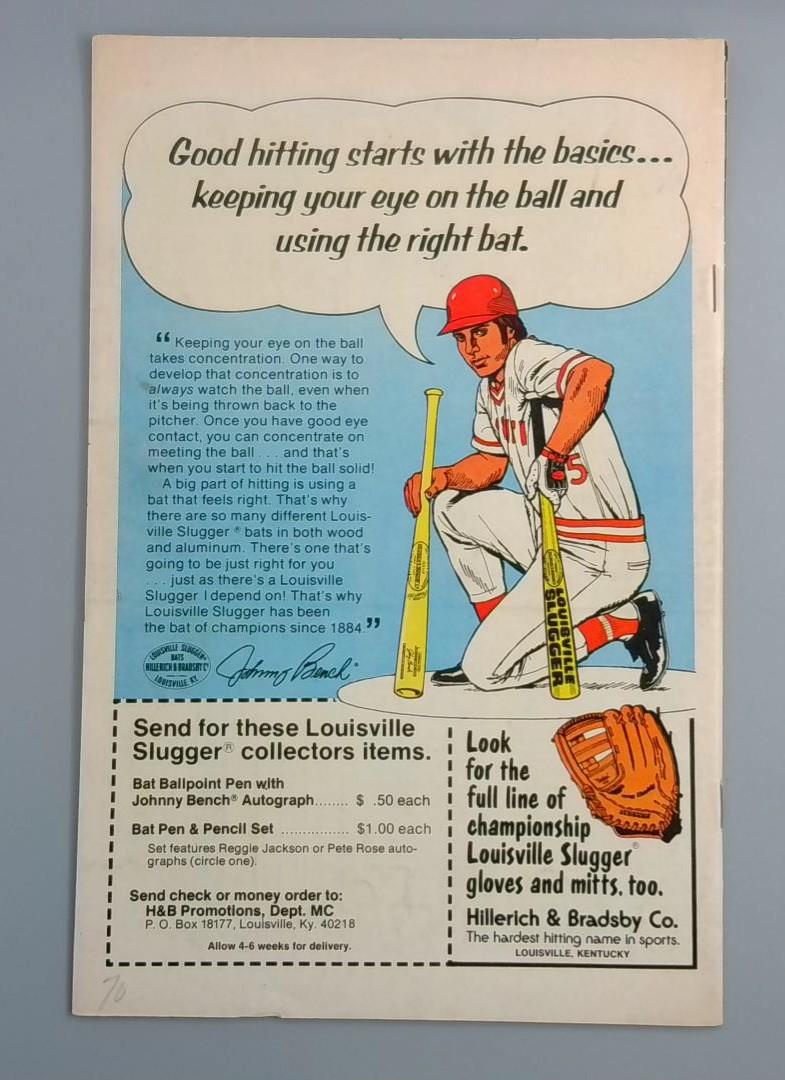 Good hitting starts with the basics...
keeping your eye on the ball and
using the right bat.
“ Keeping your eye on the ball
takes concentration. One way to
develop that concentration is to
always watch the ball, even when
it's being thrown back to the
pitcher. Once you have good eye
contact, you can concentrate on
meeting the ball . . . and that's
when you start to hit the ball solid!
A big part of hitting is using a
bat that feels right. That's why
there are so many different Louis-
ville Slugger ® bats in both wood
and aluminum. There's one that's
going to be just right for you
. . . just as there's a Louisville
Slugger I depend on! That's why
Louisville Slugger has been
the bat of champions since 1884.”
LOUISVILLE SLUGGER
BATS
HILLERICH & BRADSBY Co
LOUISVILLE, KY.
Johnny Bench
5
LOUISVILLE
SLUGGER
Send for these Louisville
Slugger® collectors items.
Bat Ballpoint Pen with
Johnny Bench® Autograph........ $ .50 each
Bat Pen & Pencil Set ................ $1.00 each
Set features Reggie Jackson or Pete Rose auto-
graphs (circle one).
Send check or money order to:
H&B Promotions, Dept. MC
P. O. Box 18177, Louisville, Ky. 40218
Allow 4-6 weeks for delivery.
Look
for the
full line of
championship
Louisville Slugger®
gloves and mitts, too.
Hillerich & Bradsby Co.
The hardest hitting name in sports.
LOUISVILLE, KENTUCKY
70